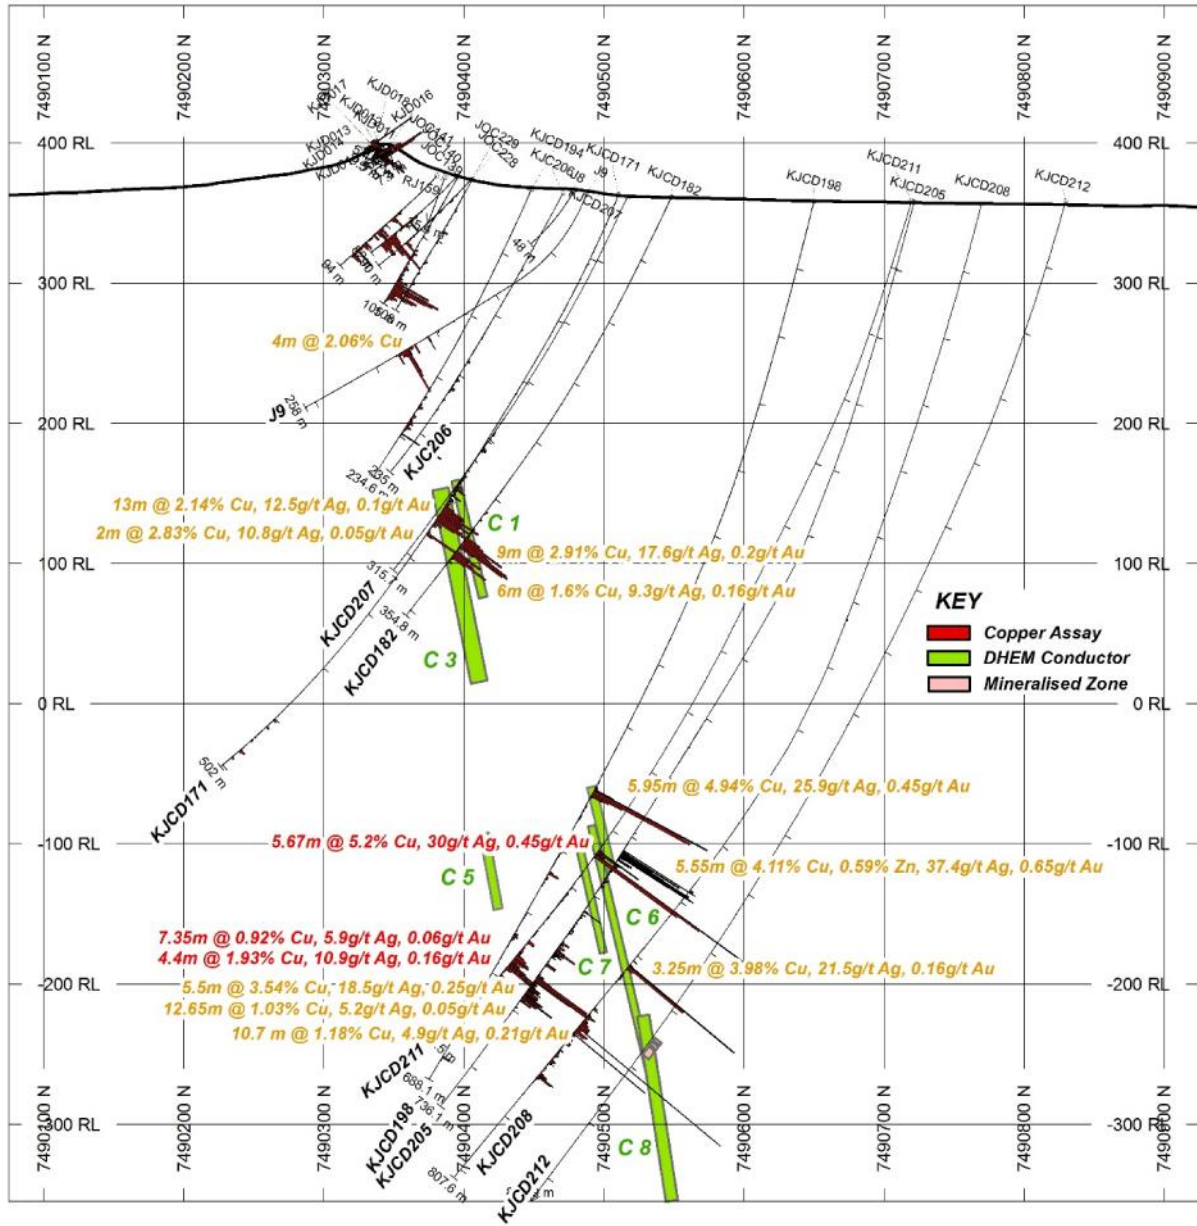 7490100 N
7490200 N
7490300 N
7490400 N
7490500 N
7490600 N
7490700 N
7490800 N
7490900 N
KJD017
KJD018
KJD016
KJD011
JOC141
KJD013
KJD014
JOC140
JOC139
JOC229
JOC228
RJ159
KJCD194
KJC206
J8
J9
KJCD171
KJCD207
KJCD182
KJCD198
KJCD211
KJCD205
KJCD208
KJCD212
400 RL
400 RL
94 m
48 m
300 RL
300 RL
4m @ 2.06% Cu
258 m
J9
200 RL
200 RL
KJC206
235 m
234.6 m
13m @ 2.14% Cu, 12.5g/t Ag, 0.1g/t Au
2m @ 2.83% Cu, 10.8g/t Ag, 0.05g/t Au
C 1
9m @ 2.91% Cu, 17.6g/t Ag, 0.2g/t Au
6m @ 1.6% Cu, 9.3g/t Ag, 0.16g/t Au
100 RL
100 RL
315.7 m
354.8 m
KJCD207
KJCD182
C 3
KEY
Copper Assay
DHEM Conductor
Mineralised Zone
0 RL
0 RL
502 m
KJCD171
5.95m @ 4.94% Cu, 25.9g/t Ag, 0.45g/t Au
5.67m @ 5.2% Cu, 30g/t Ag, 0.45g/t Au
-100 RL
-100 RL
5.55m @ 4.11% Cu, 0.59% Zn, 37.4g/t Ag, 0.65g/t Au
C 5
C 6
C 7
7.35m @ 0.92% Cu, 5.9g/t Ag, 0.06g/t Au
4.4m @ 1.93% Cu, 10.9g/t Ag, 0.16g/t Au
3.25m @ 3.98% Cu, 21.5g/t Ag, 0.16g/t Au
-200 RL
-200 RL
5.5m @ 3.54% Cu, 18.5g/t Ag, 0.25g/t Au
12.65m @ 1.03% Cu, 5.2g/t Ag, 0.05g/t Au
10.7 m @ 1.18% Cu, 4.9g/t Ag, 0.21g/t Au
KJCD211
688.1 m
736.1 m
KJCD198
KJCD205
KJCD208
-300 RL
-300 RL
C 8
807.6 m
KJCD212
7490100 N
7490200 N
7490300 N
7490400 N
7490500 N
7490600 N
7490700 N
7490800 N
7490900 N